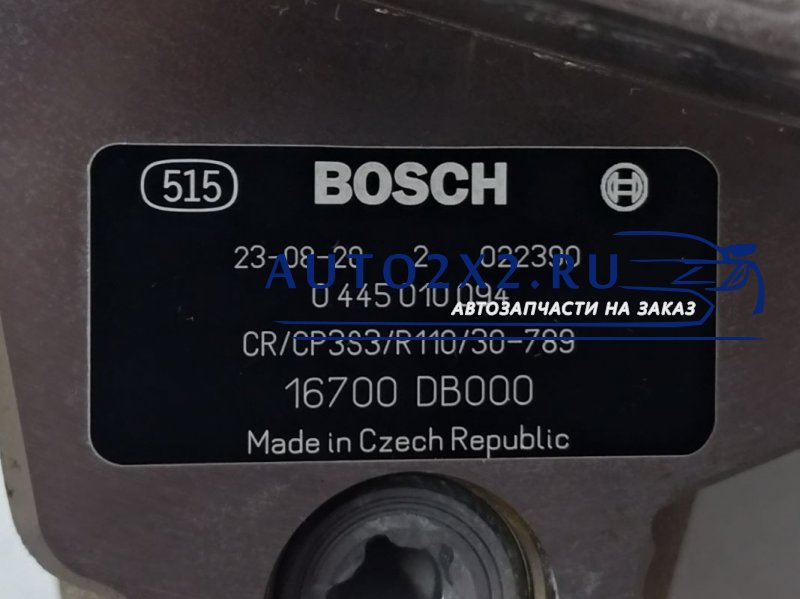 515 BOSCH H
23-08-28 2 022390
AUTO2X2.RU
0 445 010 094
АВТОЗАПЧАСТИ НА ЗАКАЗ
CR/CP3S3/R110/30-789
16700 DB000
Made in Czech Republic